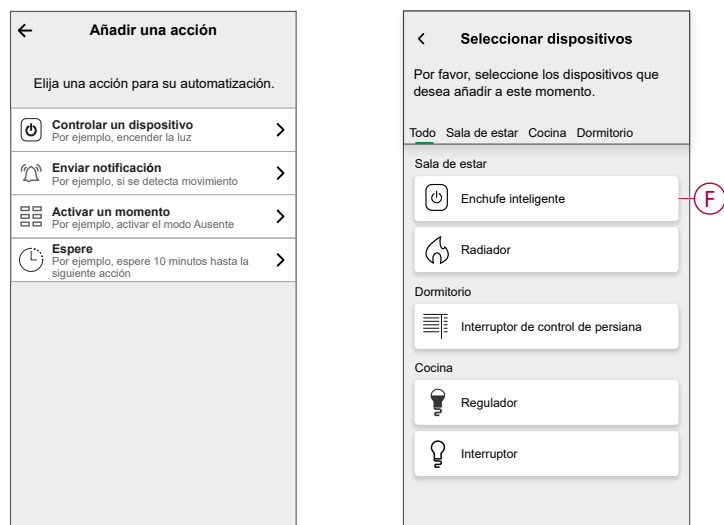 Añadir una acción
Elija una acción para su automatización.
Controlar un dispositivo
Por ejemplo, encender la luz
Enviar notificación
Por ejemplo, si se detecta movimiento
Activar un momento
Por ejemplo, activar el modo Ausente
Espere
Por ejemplo, espere 10 minutos hasta la
siguiente acción
Seleccionar dispositivos
Por favor, seleccione los dispositivos que
desea añadir a este momento.
Todo Sala de estar Cocina Dormitorio
Sala de estar
Enchufe inteligente
F
Radiador
Dormitorio
Interruptor de control de persiana
Cocina
Regulador
Interruptor